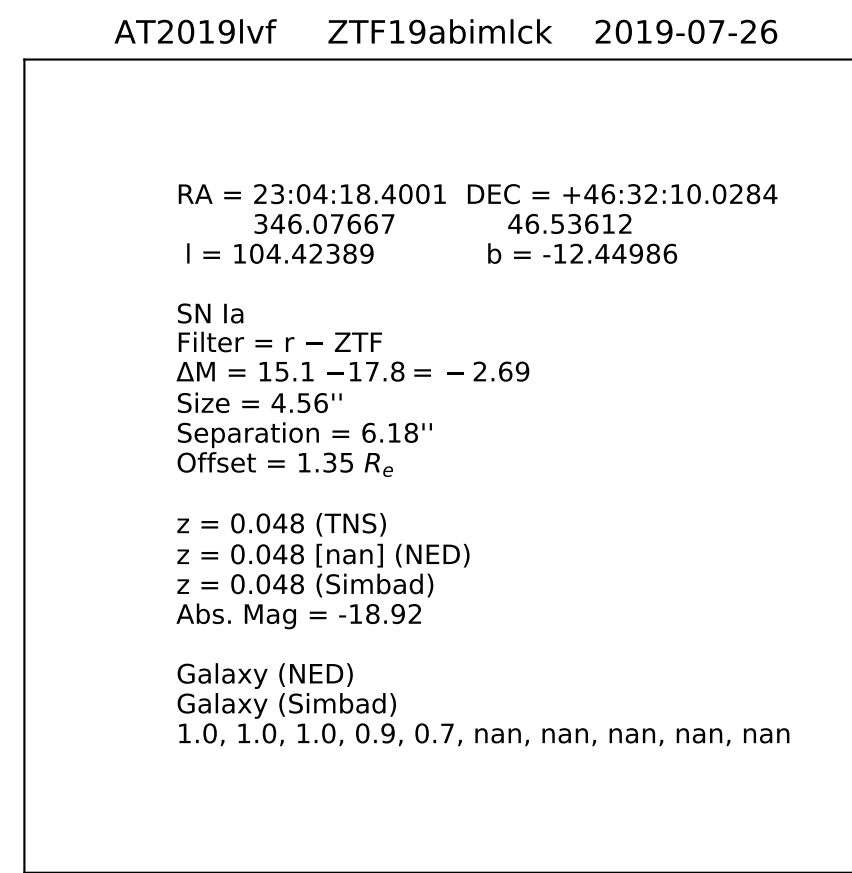 AT2019lvf ZTF19abimlck 2019-07-26
RA = 23:04:18.4001 DEC = +46:32:10.0284
346.07667 46.53612
l = 104.42389 b = -12.44986
SN Ia
Filter = r − ZTF
ΔM = 15.1 −17.8 = − 2.69
Size = 4.56''
Separation = 6.18''
Offset = 1.35 Re
z = 0.048 (TNS)
z = 0.048 [nan] (NED)
z = 0.048 (Simbad)
Abs. Mag = -18.92
Galaxy (NED)
Galaxy (Simbad)
1.0, 1.0, 1.0, 0.9, 0.7, nan, nan, nan, nan, nan